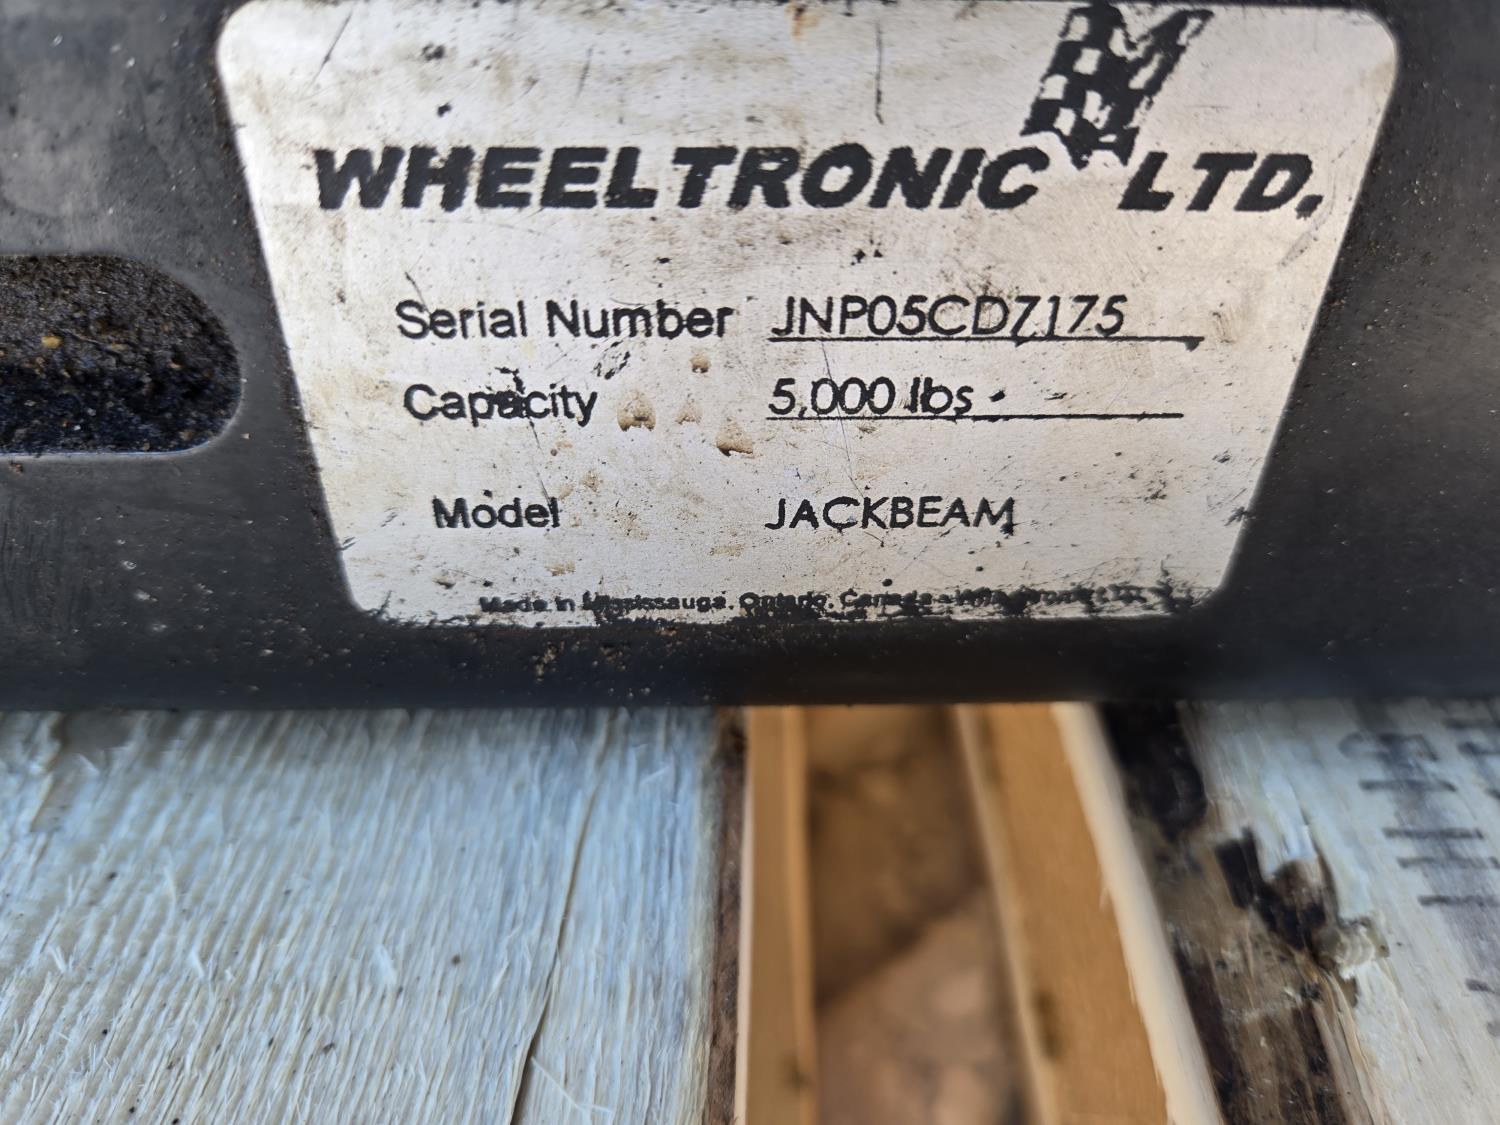 WHEELTRONIC LTD.
Serial Number JNP05CD7175
Capacity 5,000 lbs.
Model JACKBEAM
Made in Mississauga, Ontario, Canada